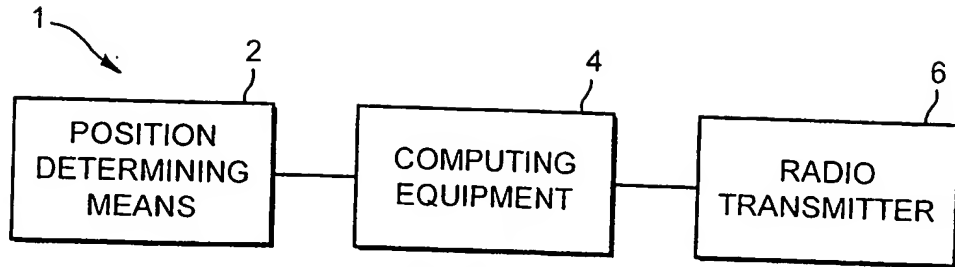 1
2
4
6
POSITION
DETERMINING
MEANS
COMPUTING
EQUIPMENT
RADIO
TRANSMITTER